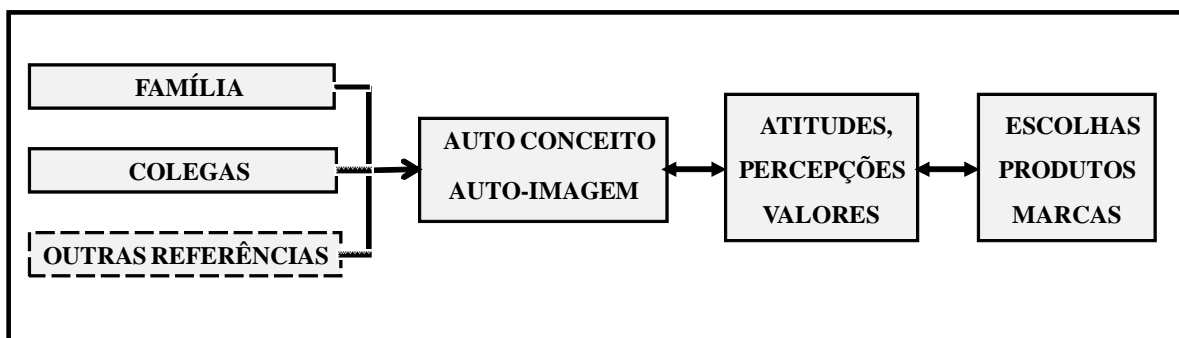 FAMÍLIA
COLEGAS
OUTRAS REFERÊNCIAS
AUTO CONCEITO
AUTO-IMAGEM
ATITUDES,
PERCEPÇÕES
VALORES
ESCOLHAS
PRODUTOS
MARCAS